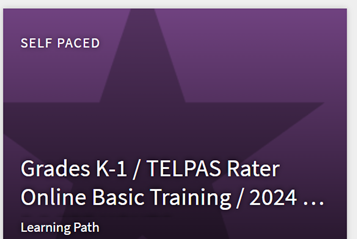 SELF PACED
Grades K-1 / TELPAS Rater
Online Basic Training / 2024 ...
Learning Path